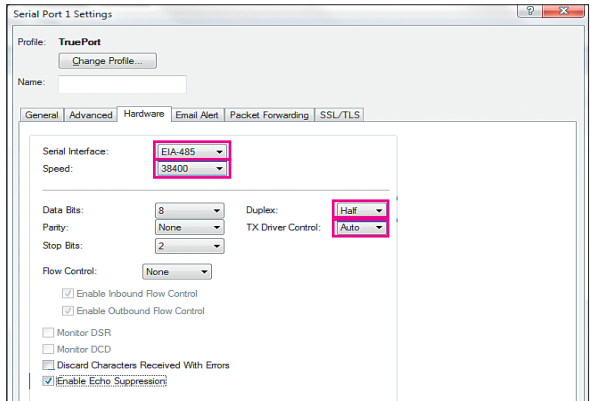 Serial Port 1 Settings
Profile: TruePort
Change Profile...
Name:
General Advanced Hardware Email Alert Packet Forwarding SSL/TLS
Serial Interface: EIA-485
Speed: 38400
Data Bits: 8 Duplex: Half
Parity: None TX Driver Control: Auto
Stop Bits: 2
Flow Control: None
Enable Inbound Flow Control
Enable Outbound Flow Control
Monitor DSR
Monitor DCD
Discard Characters Received With Errors
Enable Echo Suppression